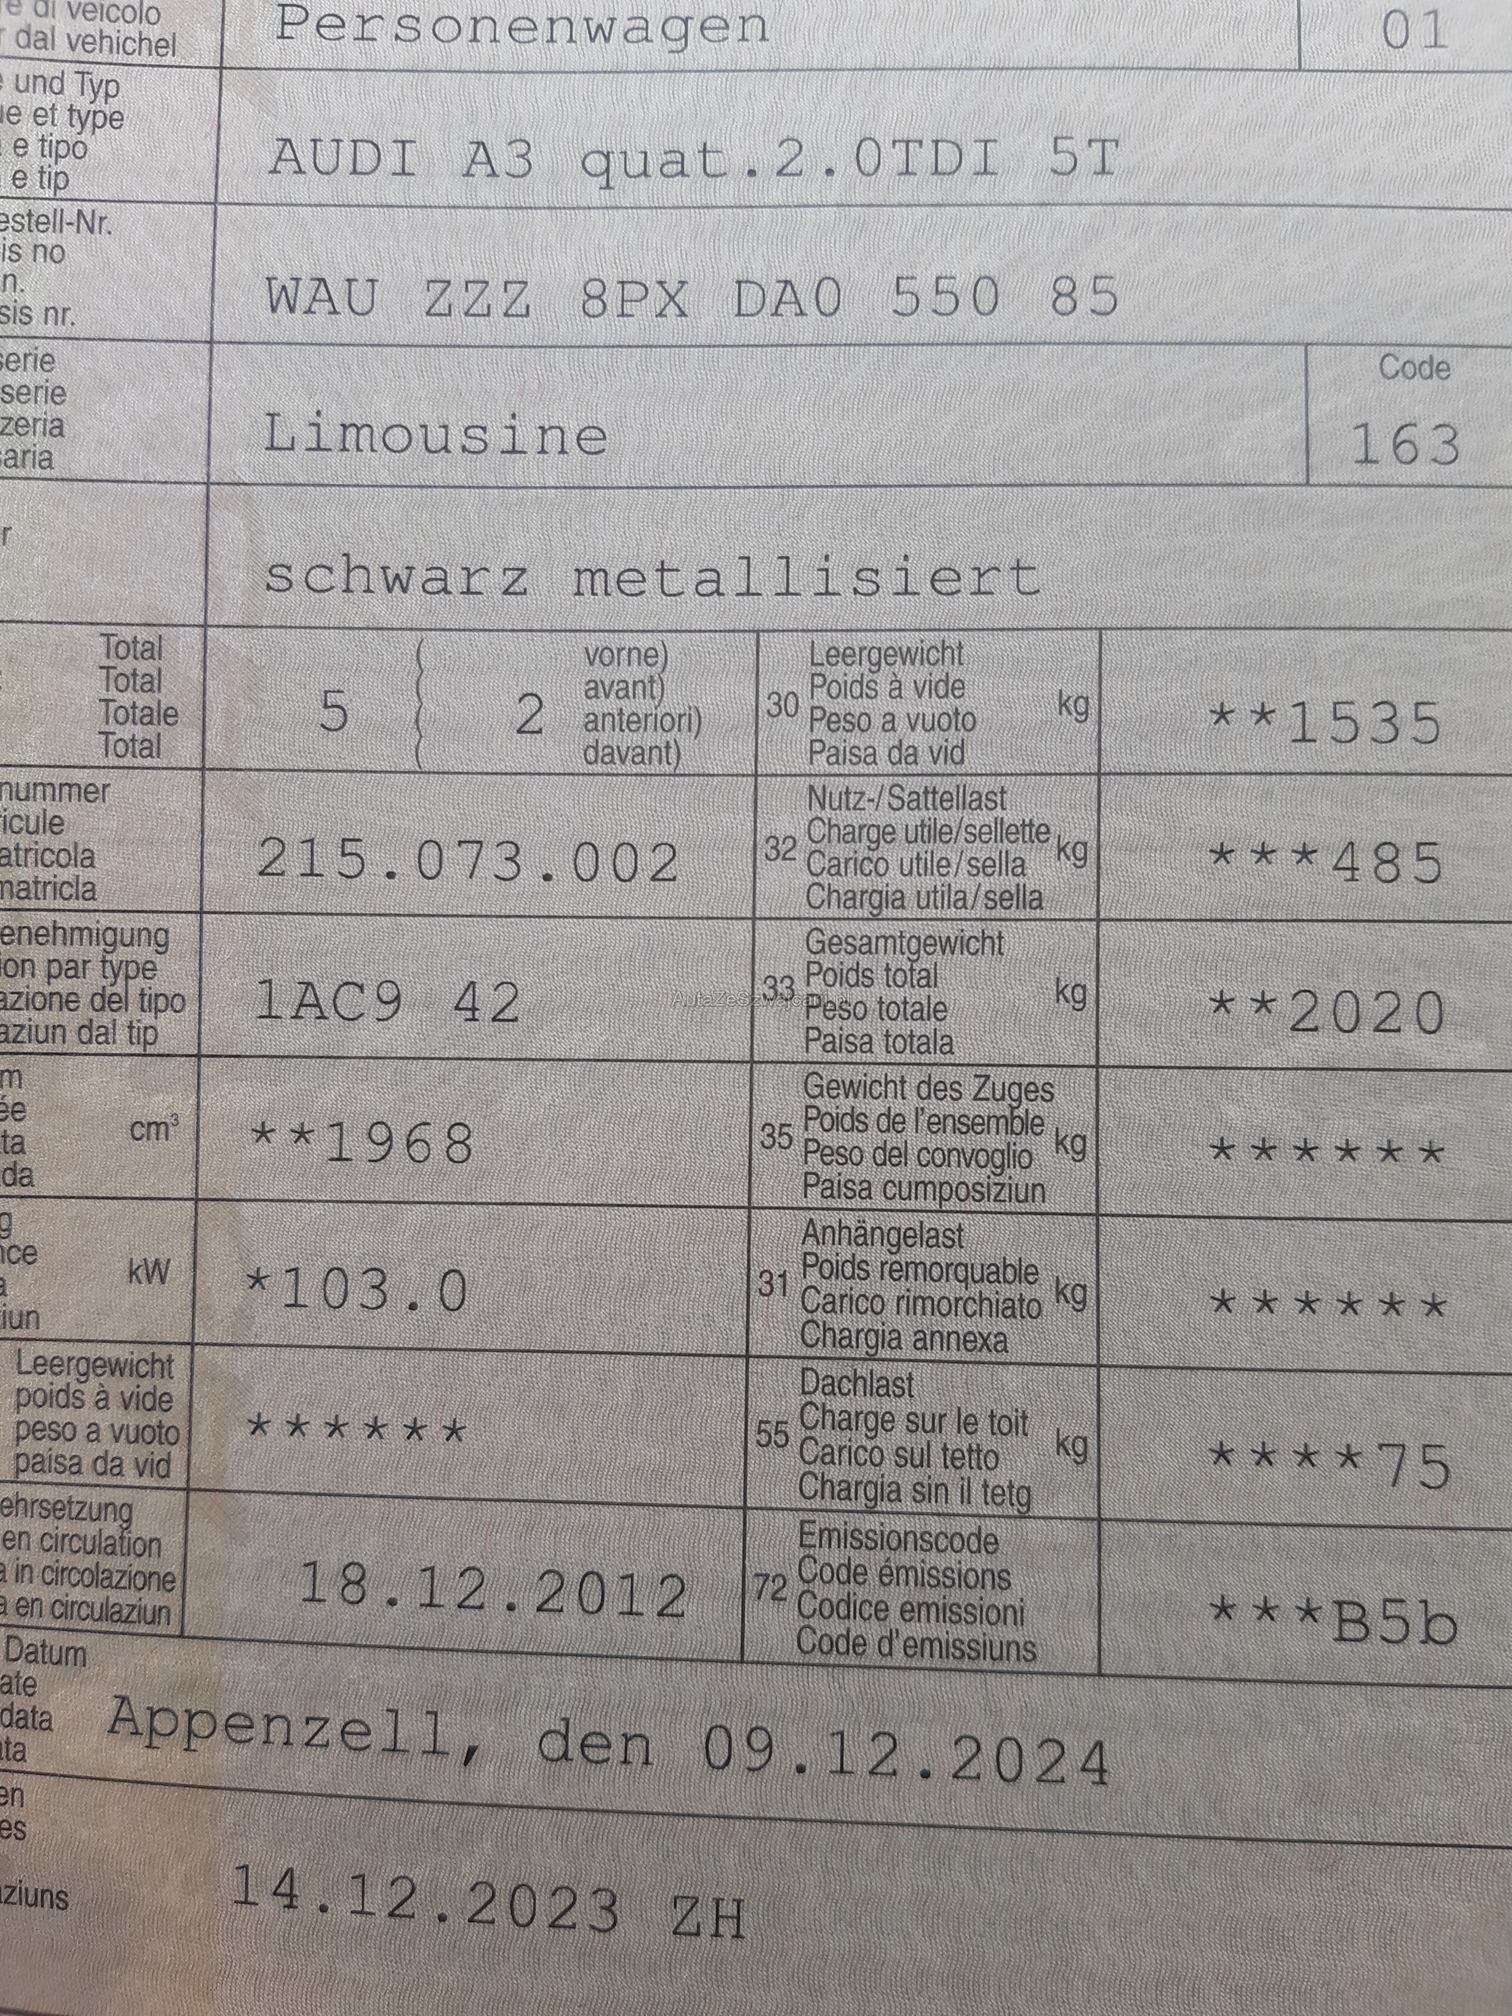 di veicolo
dal vehichel
Personenwagen
01
und Typ
et type
e tipo
e tip
AUDI A3 quat.2.0TDI 5T
estell-Nr.
is no
n.
sis nr.
WAU ZZZ 8PX DA0 550 85
serie
serie
zeria
saria
Limousine
Code
163
r
schwarz metallisiert
Total
Total
Totale
Total
5
2
vorne)
avant)
anteriori)
davant)
30
Leergewicht
Poids à vide
Peso a vuoto
Paisa da vid
kg
**1535
nummer
icule
atricola
natricla
215.073.002
32
Nutz-/Sattellast
Charge utile/sellette
Carico utile/sella
Chargia utila/sella
kg
***485
enehmigung
ion par type
azione del tipo
aziun dal tip
1AC9 42
33
Gesamtgewicht
Poids total
Peso totale
Paisa totala
kg
**2020
m
ée
ta
da
cm³
**1968
35
Gewicht des Zuges
Poids de l'ensemble
Peso del convoglio
Paisa cumposiziun
kg
******
g
nce
a
iun
kW
*103.0
31
Anhängelast
Poids remorquable
Carico rimorchiato
Chargia annexa
kg
******
Leergewicht
poids à vide
peso a vuoto
paisa da vid
******
55
Dachlast
Charge sur le toit
Carico sul tetto
Chargia sin il tetg
kg
****75
ehrsetzung
en circulation
a in circolazione
a en circulaziun
18.12.2012
72
Emissionscode
Code émissions
Codice emissioni
Code d'emissiuns
***B5b
Datum
ate
data
ata
Appenzell, den 09.12.2024
en
es
aziuns
14.12.2023 ZH